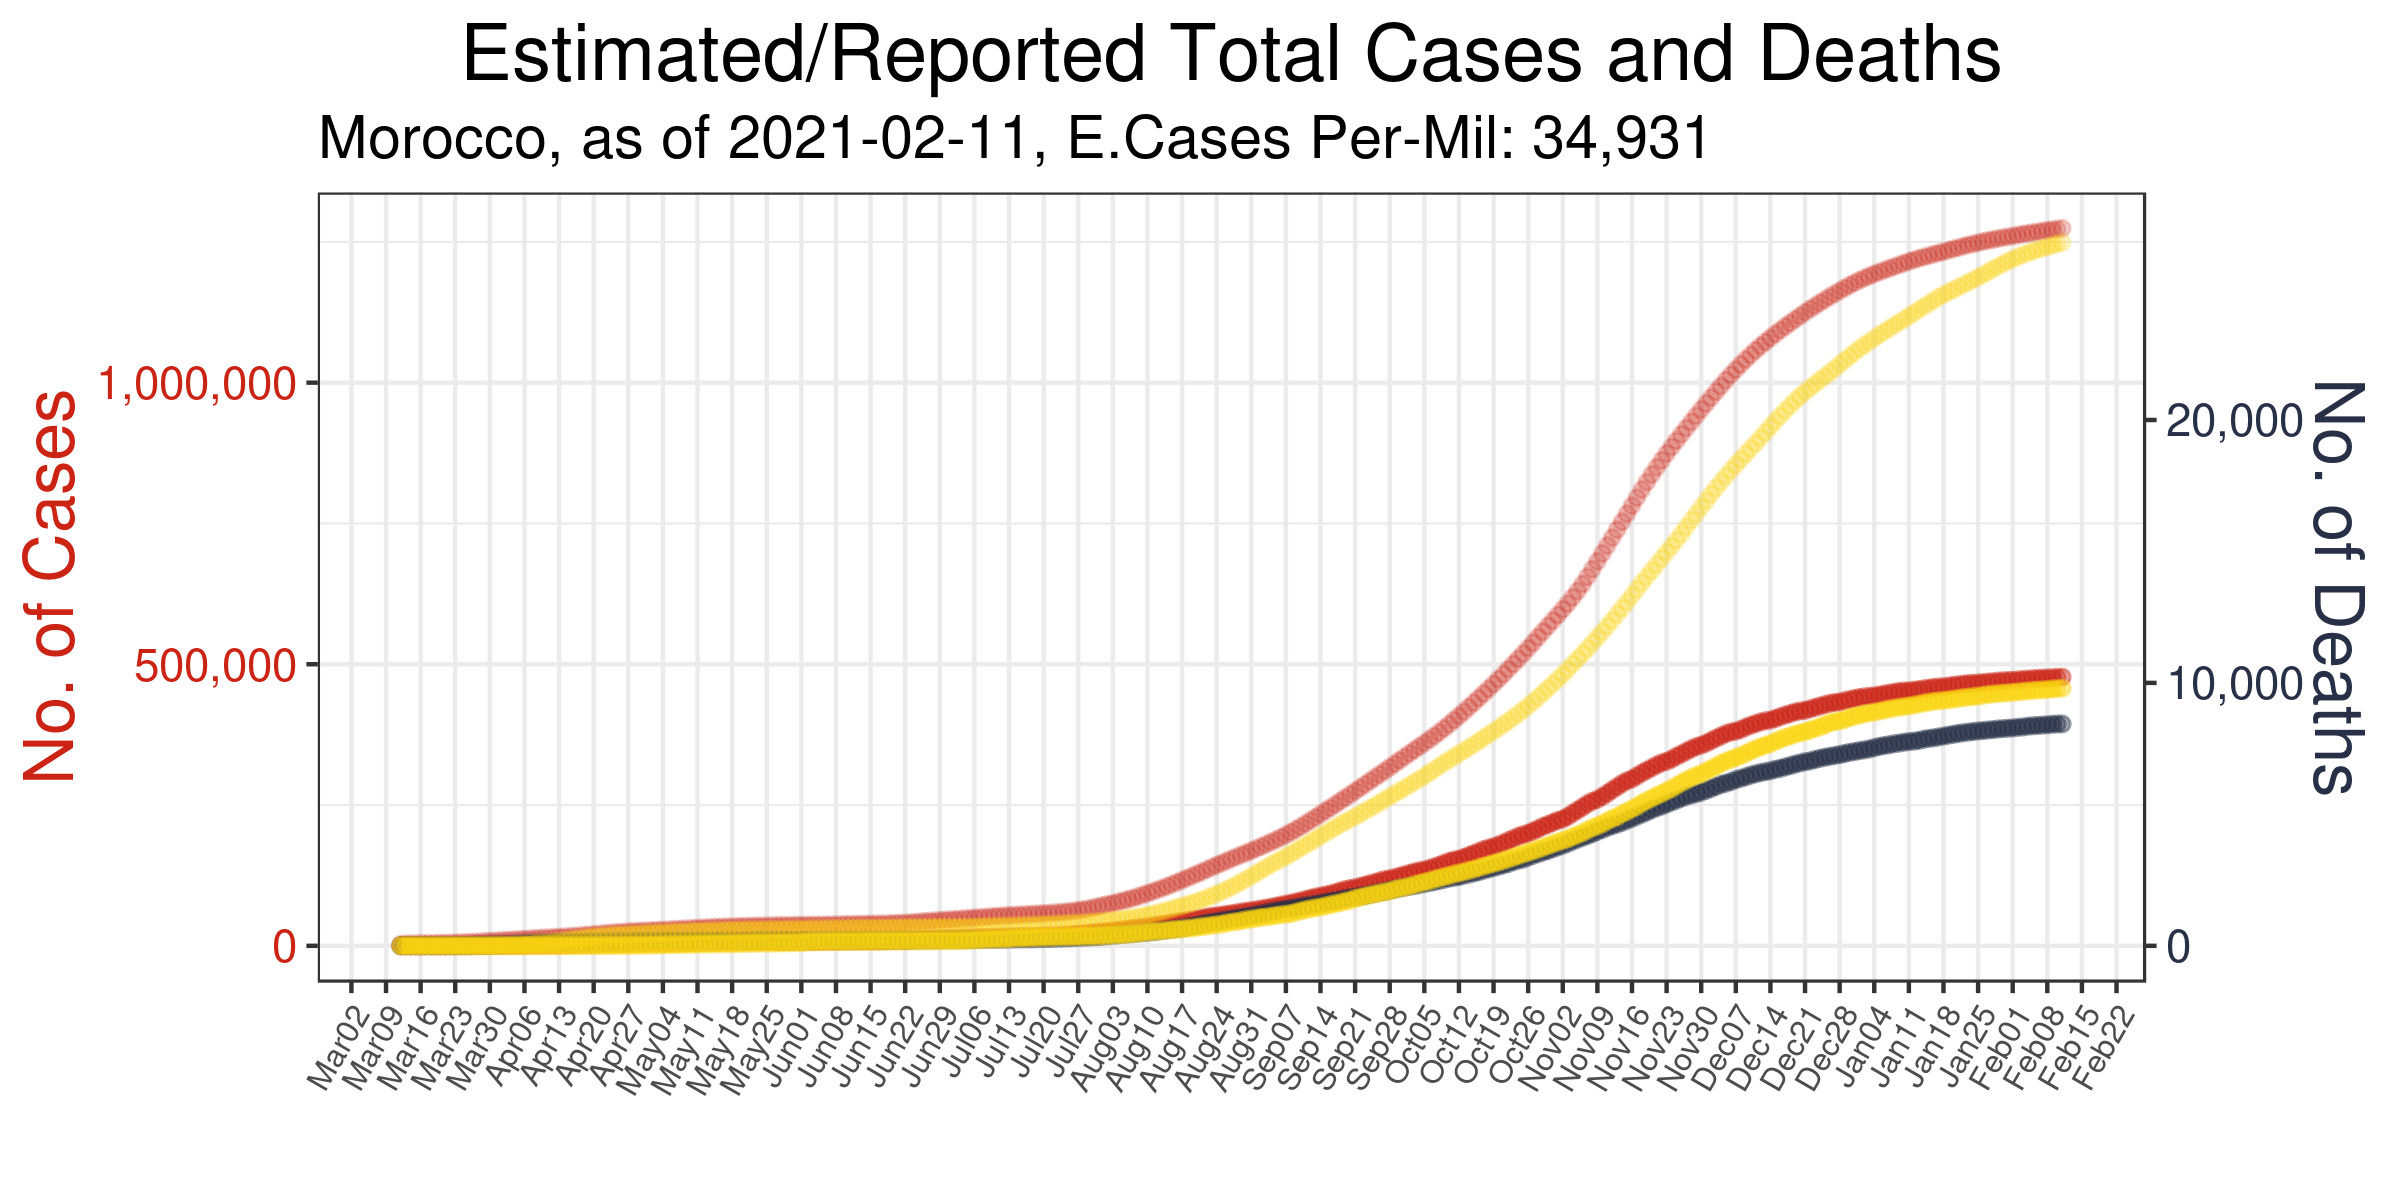 Estimated/Reported Total Cases and Deaths
Morocco, as of 2021-02-11, E.Cases Per-Mil: 34,931
No. of Cases
1,000,000
500,000
0
20,000
10,000
0
No. of Deaths
Mar02
Mar09
Mar16
Mar23
Mar30
Apr06
Apr13
Apr20
Apr27
May04
May11
May18
May25
Jun01
Jun08
Jun15
Jun22
Jun29
Jul06
Jul13
Jul20
Jul27
Aug03
Aug10
Aug17
Aug24
Aug31
Sep07
Sep14
Sep21
Sep28
Oct05
Oct12
Oct19
Oct26
Nov02
Nov09
Nov16
Nov23
Nov30
Dec07
Dec14
Dec21
Dec28
Jan04
Jan11
Jan18
Jan25
Feb01
Feb08
Feb15
Feb22